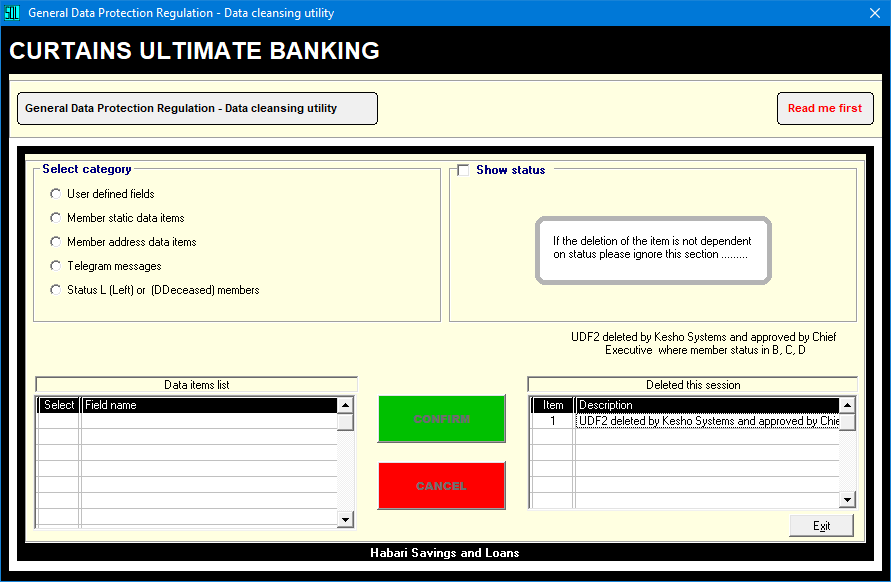 General Data Protection Regulation - Data cleansing utility
CURTAINS ULTIMATE BANKING
General Data Protection Regulation - Data cleansing utility
Read me first
Select category
User defined fields
Member static data items
Member address data items
Telegram messages
Status L (Left) or (DDeceased) members
Show status
If the deletion of the item is not dependent
on status please ignore this section .........
UDF2 deleted by Kesho Systems and approved by Chief
Executive where member status in B, C, D
Data items list
Select Field name
CONFIRM
CANCEL
Deleted this session
Item Description
1 UDF2 deleted by Kesho Systems and approved by Chie
Exit
Habari Savings and Loans